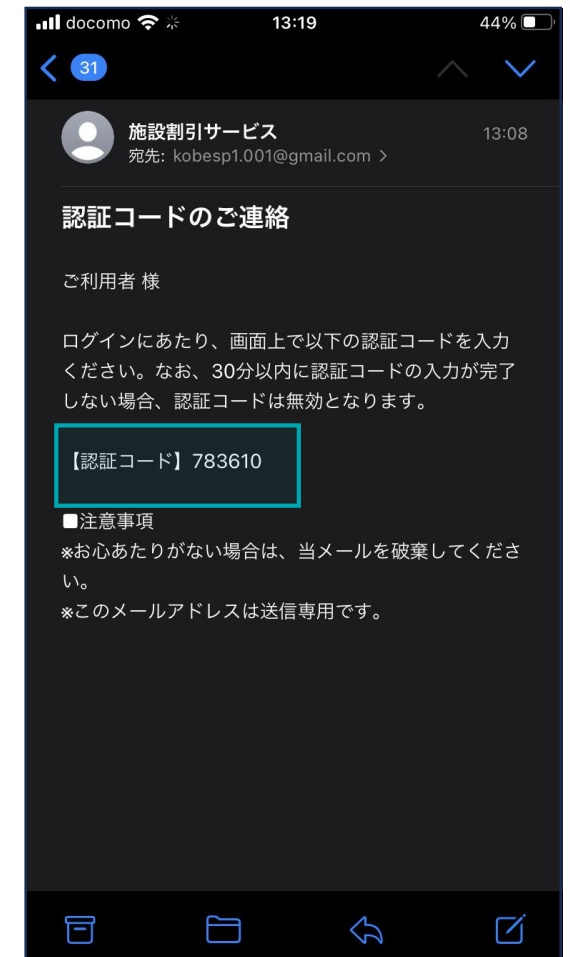 docomo 13:19 44%
31
施設割引サービス 13:08
宛先: kobesp1.001@gmail.com >
認証コードのご連絡
ご利用者 様
ログインにあたり、画面上で以下の認証コードを入力
ください。なお、30分以内に認証コードの入力が完了
しない場合、認証コードは無効となります。
【認証コード】783610
■注意事項
※お心あたりがない場合は、当メールを破棄してくださ
い。
※このメールアドレスは送信専用です。